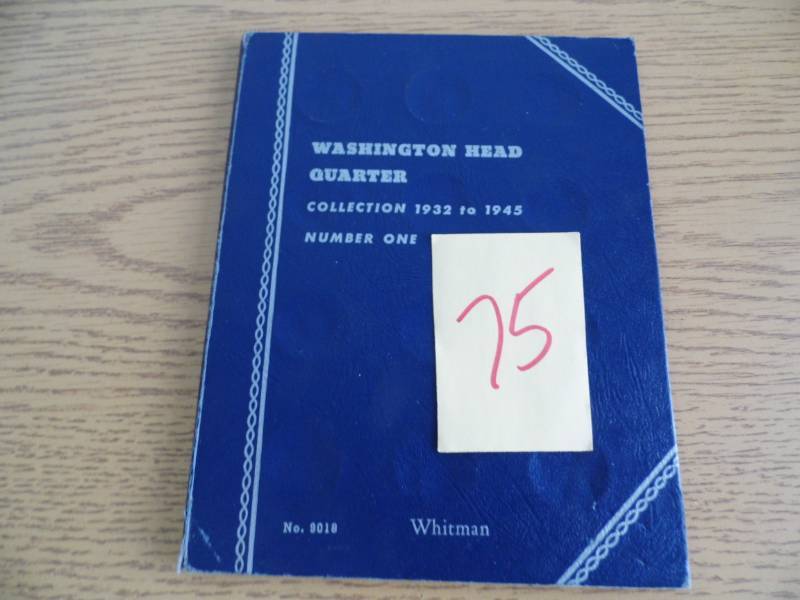 WASHINGTON HEAD
QUARTER
COLLECTION 1932 to 1945
NUMBER ONE
75
No. 9018
Whitman